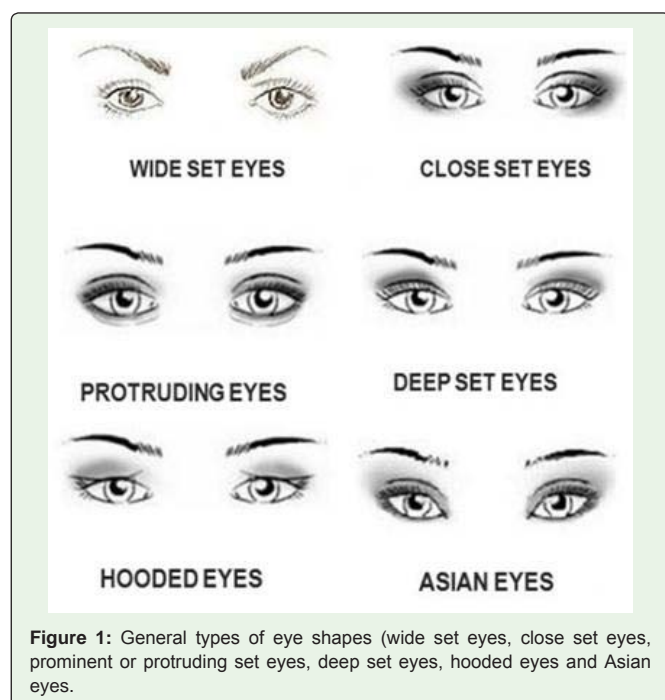 WIDE SET EYES
CLOSE SET EYES
PROTRUDING EYES
DEEP SET EYES
HOODED EYES
ASIAN EYES
Figure 1: General types of eye shapes (wide set eyes, close set eyes,
prominent or protruding set eyes, deep set eyes, hooded eyes and Asian
eyes.